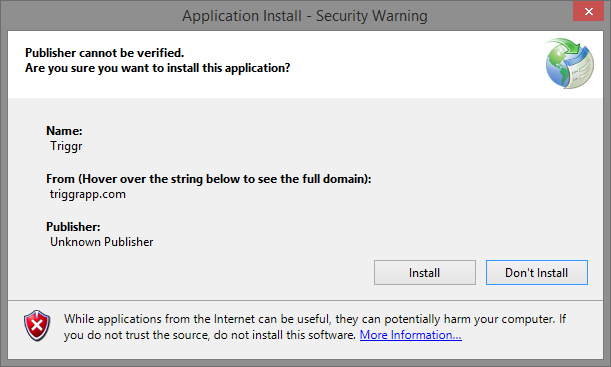 Application Install - Security Warning
Publisher cannot be verified.
Are you sure you want to install this application?
Name:
Triggr
From (Hover over the string below to see the full domain):
triggrapp.com
Publisher:
Unknown Publisher
Install
Don't Install
While applications from the Internet can be useful, they can potentially harm your computer. If
you do not trust the source, do not install this software. More Information...